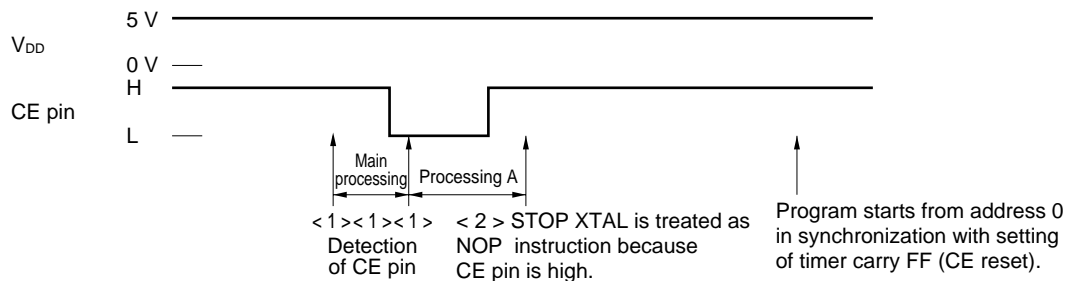 5 V
VDD
0 V
H
CE pin
L
Main
processing
Processing A
< 1 > < 1 > < 1 >
Detection
of CE pin
< 2 > STOP XTAL is treated as
NOP instruction because
CE pin is high.
Program starts from address 0
in synchronization with setting
of timer carry FF (CE reset).